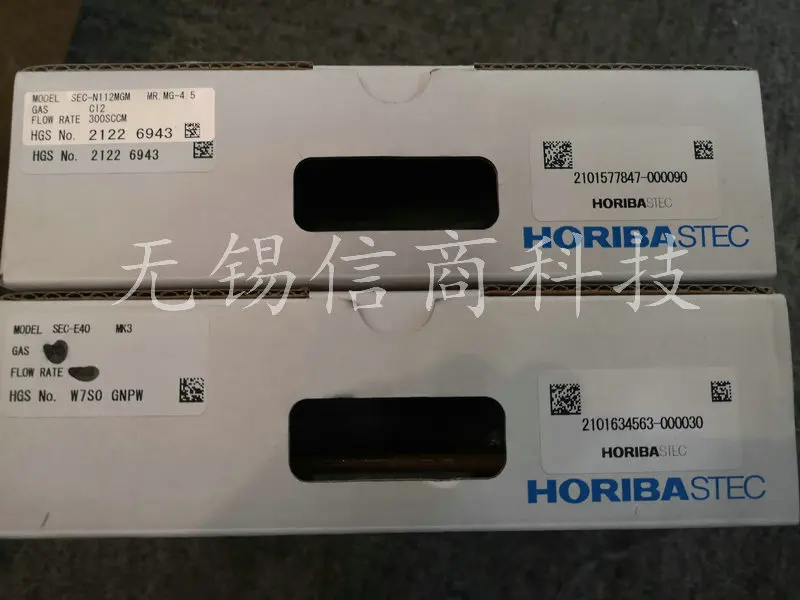 MODEL SEC-N112MGM MR MG-4 5
GAS Cl2
FLOW RATE 300SCCM
HGS No. 2122 6943
HGS No. 2122 6943
2101577847-000090
HORIBASTEC
HORIBASTEC
无锡信商科技
MODEL SEC-E40 MK3
GAS
FLOW RATE
HGS No. W7S0 GNPW
2101634563-000030
HORIBASTEC
HORIBASTEC